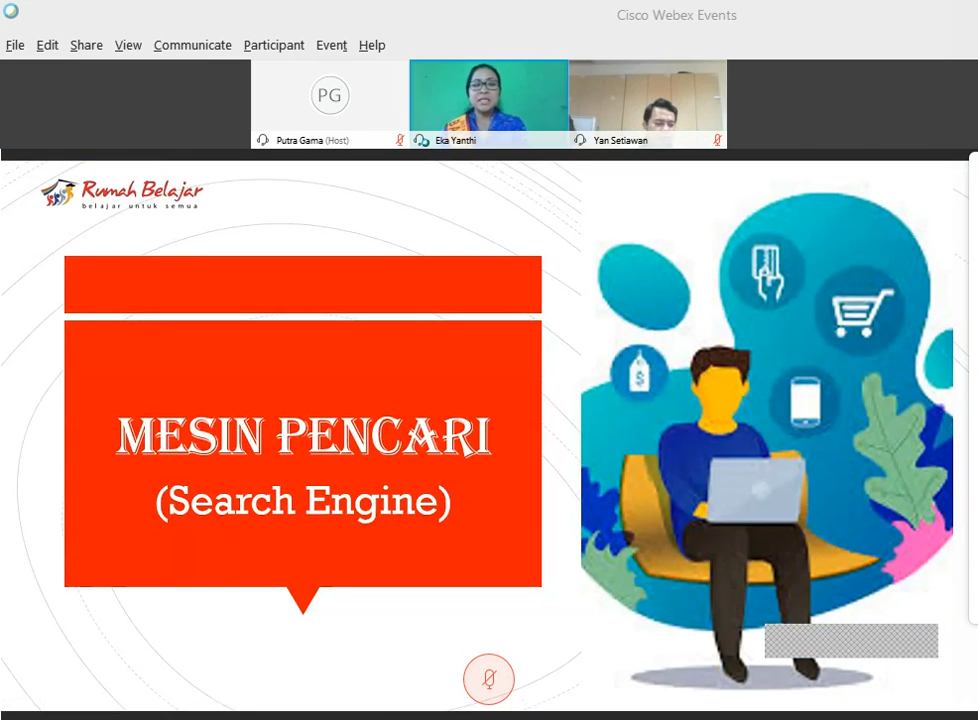 Cisco Webex Events
File Edit Share View Communicate Participant Event Help
PG
Putra Gama (Host)
Eka Yanthi
Yan Setiawan
Rumah Belajar
belajar untuk semua
MESIN PENCARI
(Search Engine)